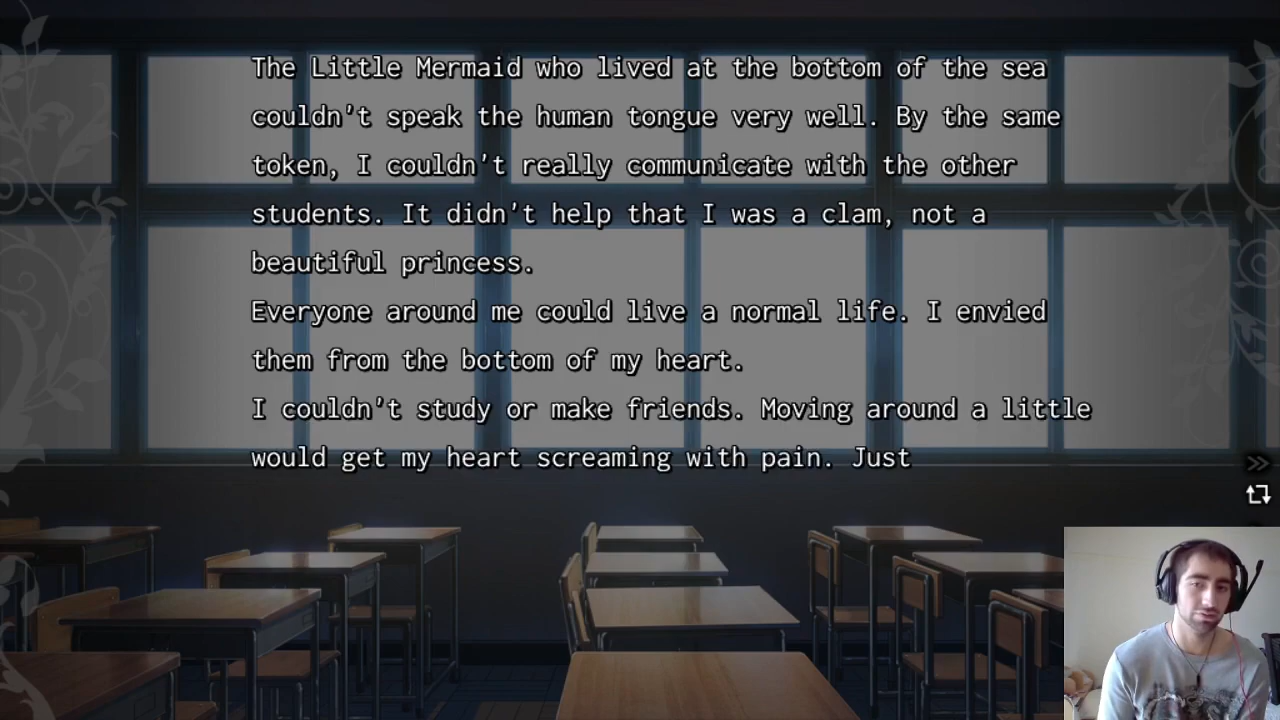 The Little Mermaid who lived at the bottom of the sea
couldn't speak the human tongue very well. By the same
token, I couldn't really communicate with the other
students. It didn't help that I was a clam, not a
beautiful princess.
Everyone around me could live a normal life. I envied
them from the bottom of my heart.
I couldn't study or make friends. Moving around a little
would get my heart screaming with pain. Just